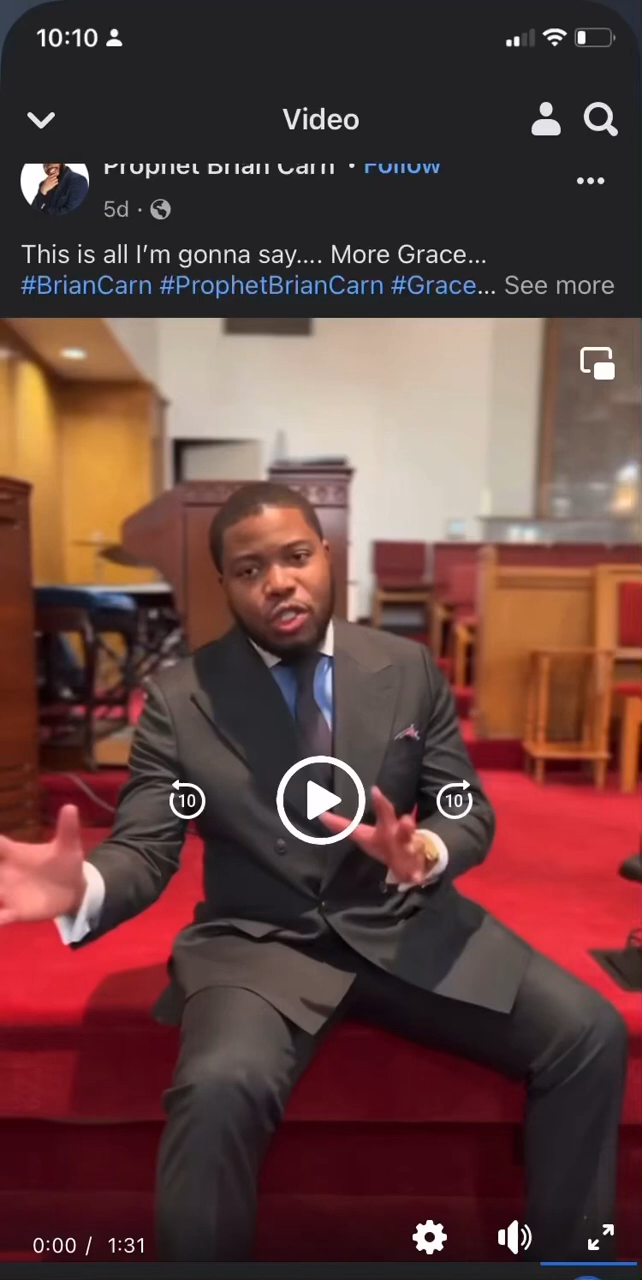 10:10
Video
Prophet Brian Carn · Follow
5d ·
This is all I’m gonna say.... More Grace...
#BrianCarn #ProphetBrianCarn #Grace... See more
10
10
0:00 / 1:31